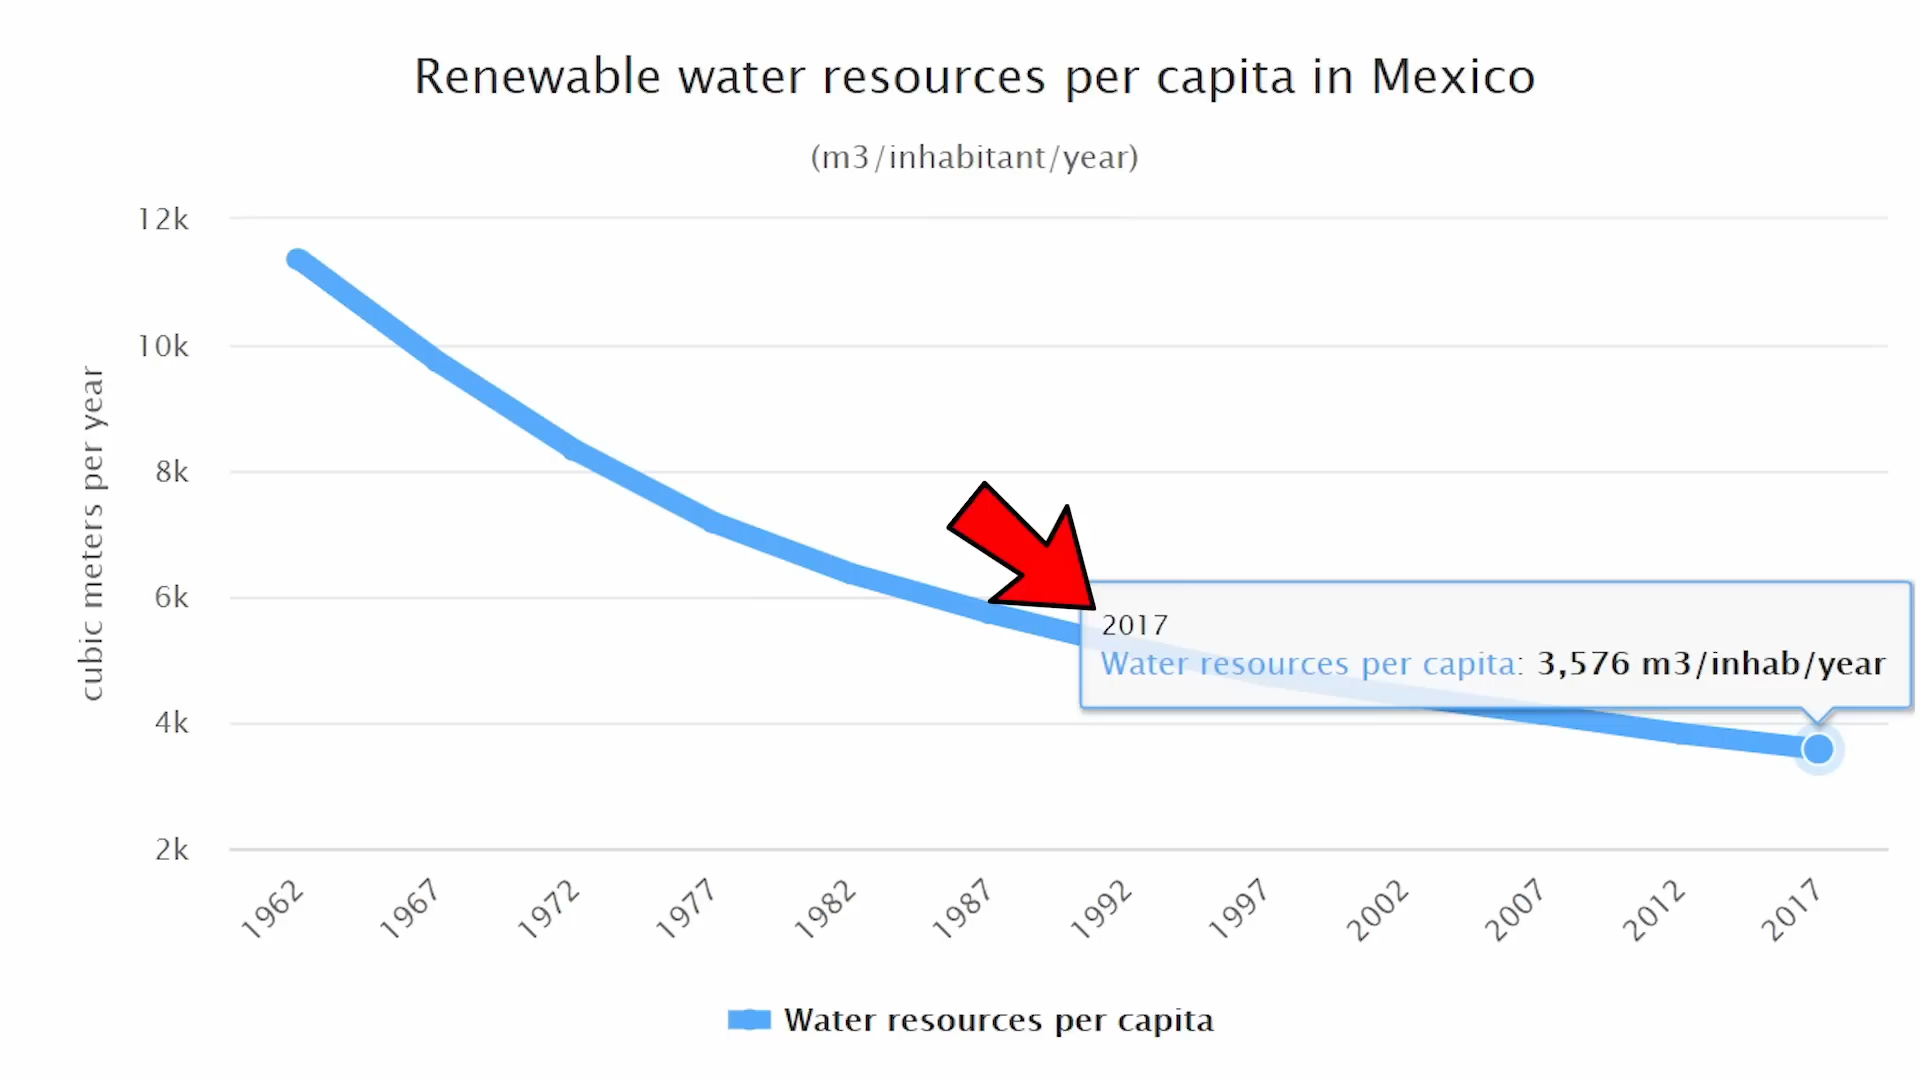 Renewable water resources per capita in Mexico
(m3/inhabitant/year)
12k
10k
8k
6k
4k
2k
cubic meters per year
2017
Water resources per capita: 3,576 m3/inhab/year
1962
1967
1972
1977
1982
1987
1992
1997
2002
2007
2012
2017
Water resources per capita